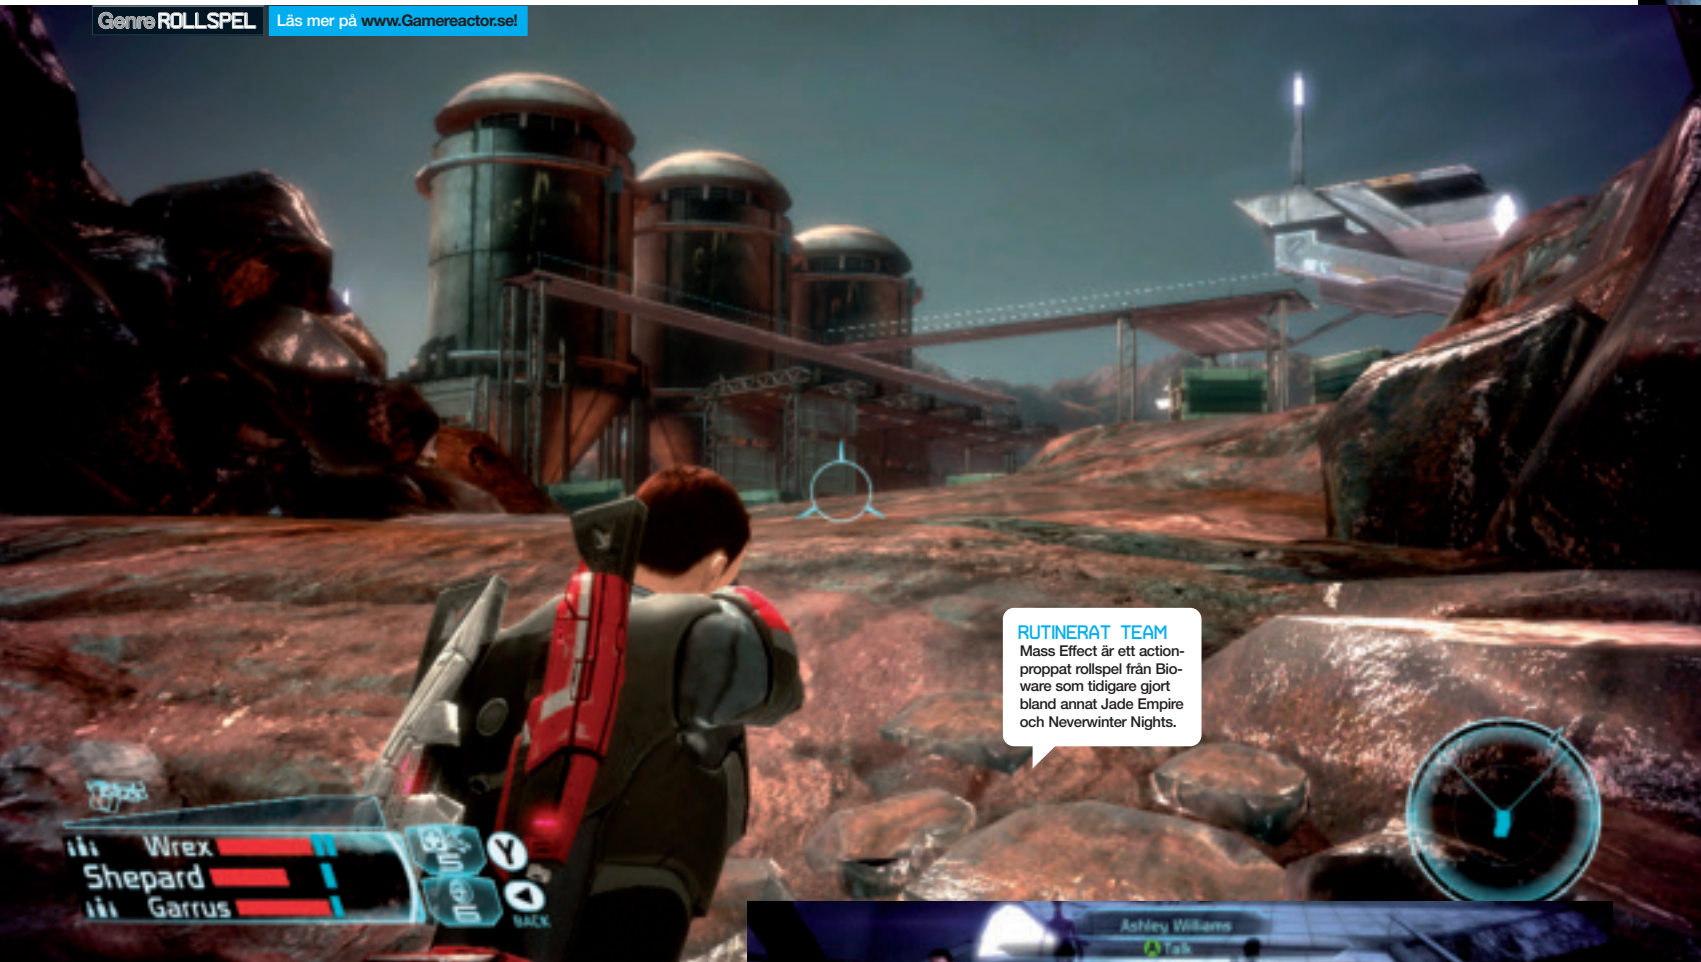 Genre ROLLSPEL Läs mer på www.Gamereactor.se!
RUTINERAT TEAM
Mass Effect är ett action-
proppat rollspel från Bio-
ware som tidigare gjort
bland annat Jade Empire
och Neverwinter Nights.
Wrex
Shepard
Garrus
5
Y
BACK
Ashley Williams
A Talk